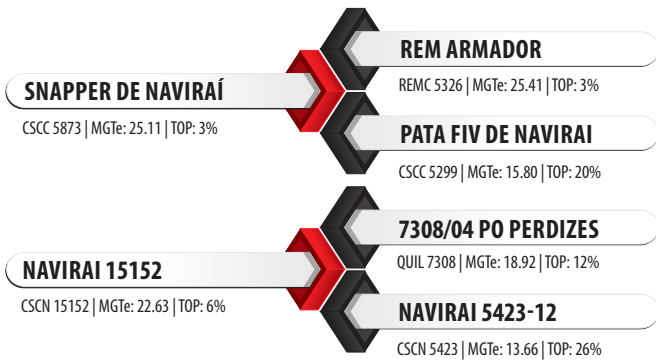 REM ARMADOR
REMC 5326 | MGTe: 25.41 | TOP: 3%
SNAPPER DE NAVIRAÍ
CSCC 5873 | MGTe: 25.11 | TOP: 3%
PATA FIV DE NAVIRAI
CSCC 5299 | MGTe: 15.80 | TOP: 20%
7308/04 PO PERDIZES
QUIL 7308 | MGTe: 18.92 | TOP: 12%
NAVIRAI 15152
CSCN 15152 | MGTe: 22.63 | TOP: 6%
NAVIRAI 5423-12
CSCN 5423 | MGTe: 13.66 | TOP: 26%